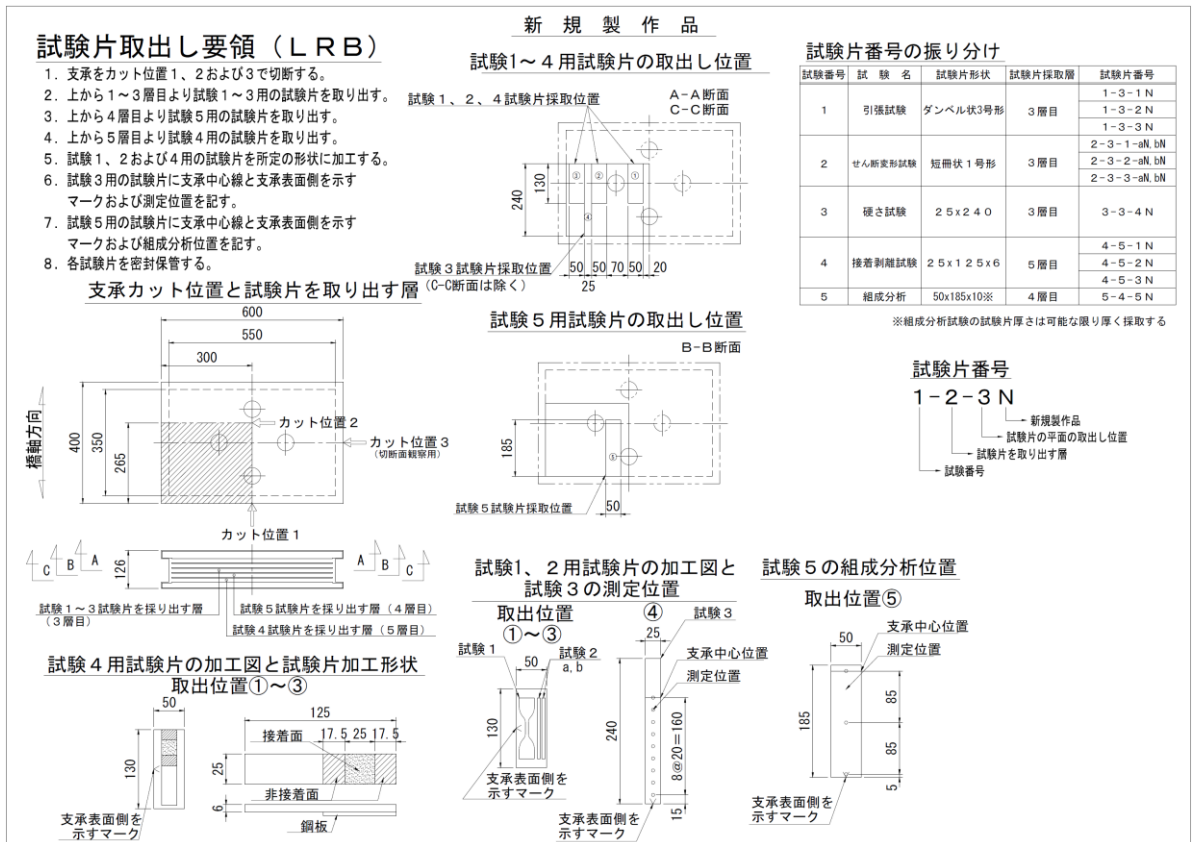 新規製作品
試験片取出し要領（ＬＲＢ）
1．支承をカット位置１、２および３で切断する。
2．上から１～３層目より試験１～３用の試験片を取り出す。
3．上から４層目より試験５用の試験片を取り出す。
4．上から５層目より試験４用の試験片を取り出す。
5．試験１、２および４用の試験片を所定の形状に加工する。
6．試験３用の試験片に支承中心線と支承表面側を示す
マークおよび測定位置を記す。
7．試験５用の試験片に支承中心線と支承表面側を示す
マークおよび組成分析位置を記す。
8．各試験片を密封保管する。
支承カット位置と試験片を取り出す層
600
550
300
橋軸方向
400
350
265
カット位置２
カット位置３
（切断面観察用）
カット位置１
C B A
126
A B C
試験１～３試験片を採り出す層
（３層目）
試験５試験片を採り出す層（４層目）
試験４試験片を採り出す層（５層目）
試験４用試験片の加工図と試験片加工形状
取出位置①～③
50
130
支承表面側を
示すマーク
125
17.5 25 17.5
接着面
25
非接着面
6
鋼板
試験1～４用試験片の取出し位置
試験１、２、４試験片採取位置
A-A断面
C-C断面
240
130
③ ② ①
④
試験３試験片採取位置
（C-C断面は除く）
50 50 70 50 20
25
試験５用試験片の取出し位置
B-B断面
185
⑤
試験５試験片採取位置
50
試験1、２用試験片の加工図と
試験３の測定位置
取出位置
①～③
④
試験１
50
試験２
a,b
130
支承表面側を
示すマーク
25
試験３
支承中心位置
測定位置
240
8@20=160
15
支承表面側を
示すマーク
試験５の組成分析位置
取出位置⑤
50
支承中心位置
測定位置
185
85
85
5
支承表面側を
示すマーク
試験片番号の振り分け
試験番号 試 験 名 試験片形状 試験片採取層 試験片番号
1 引張試験 ダンベル状3号形 ３層目 1-3-1N
1-3-2N
1-3-3N
2 せん断変形試験 短冊状１号形 ３層目 2-3-1-aN,bN
2-3-2-aN,bN
2-3-3-aN,bN
3 硬さ試験 25x240 ３層目 3-3-4N
4 接着剥離試験 25x125x6 ５層目 4-5-1N
4-5-2N
4-5-3N
5 組成分析 50x185x10※ ４層目 5-4-5N
※組成分析試験の試験片厚さは可能な限り厚く採取する
試験片番号
1-2-3N
新規製作品
試験片の平面の取出し位置
試験片を取り出す層
試験番号